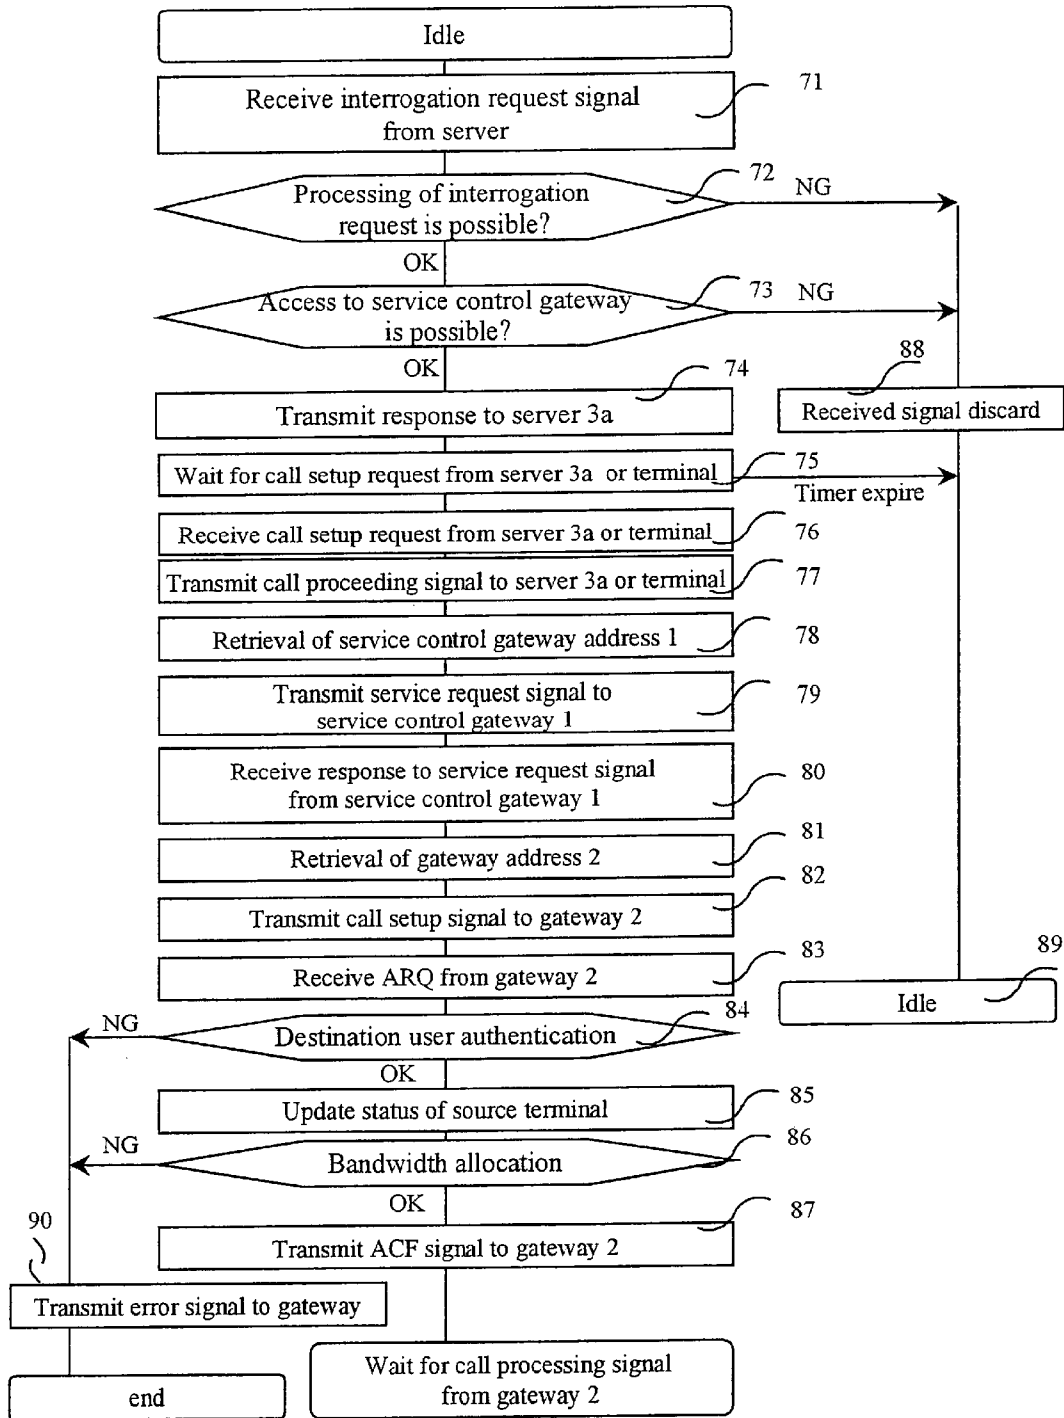 Idle
Receive interrogation request signal
from server
71
Processing of interrogation
request is possible?
72
NG
OK
Access to service control gateway
is possible?
73
NG
OK
74
88
Transmit response to server 3a
Received signal discard
Wait for call setup request from server 3a or terminal
75
Timer expire
Receive call setup request from server 3a or terminal
76
Transmit call proceeding signal to server 3a or terminal
77
Retrieval of service control gateway address 1
78
Transmit service request signal to
service control gateway 1
79
Receive response to service request signal
from service control gateway 1
80
Retrieval of gateway address 2
81
Transmit call setup signal to gateway 2
82
Receive ARQ from gateway 2
83
89
Idle
NG
Destination user authentication
84
OK
Update status of source terminal
85
NG
Bandwidth allocation
86
OK
Transmit ACF signal to gateway 2
87
90
Transmit error signal to gateway
Wait for call processing signal
from gateway 2
end